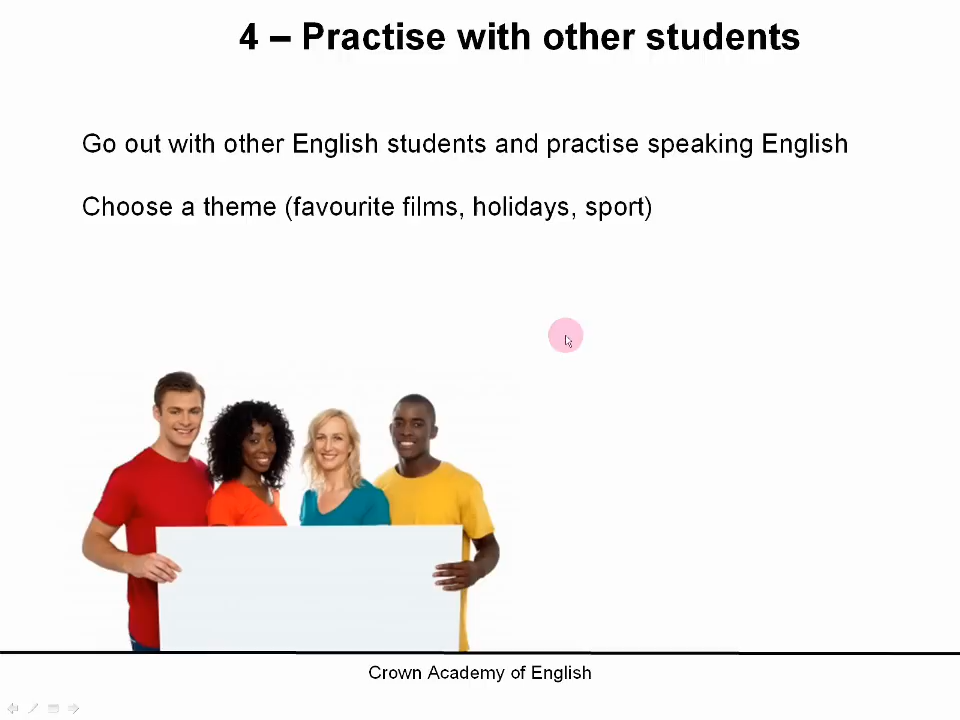 4 – Practise with other students
Go out with other English students and practise speaking English
Choose a theme (favourite films, holidays, sport)
Crown Academy of English